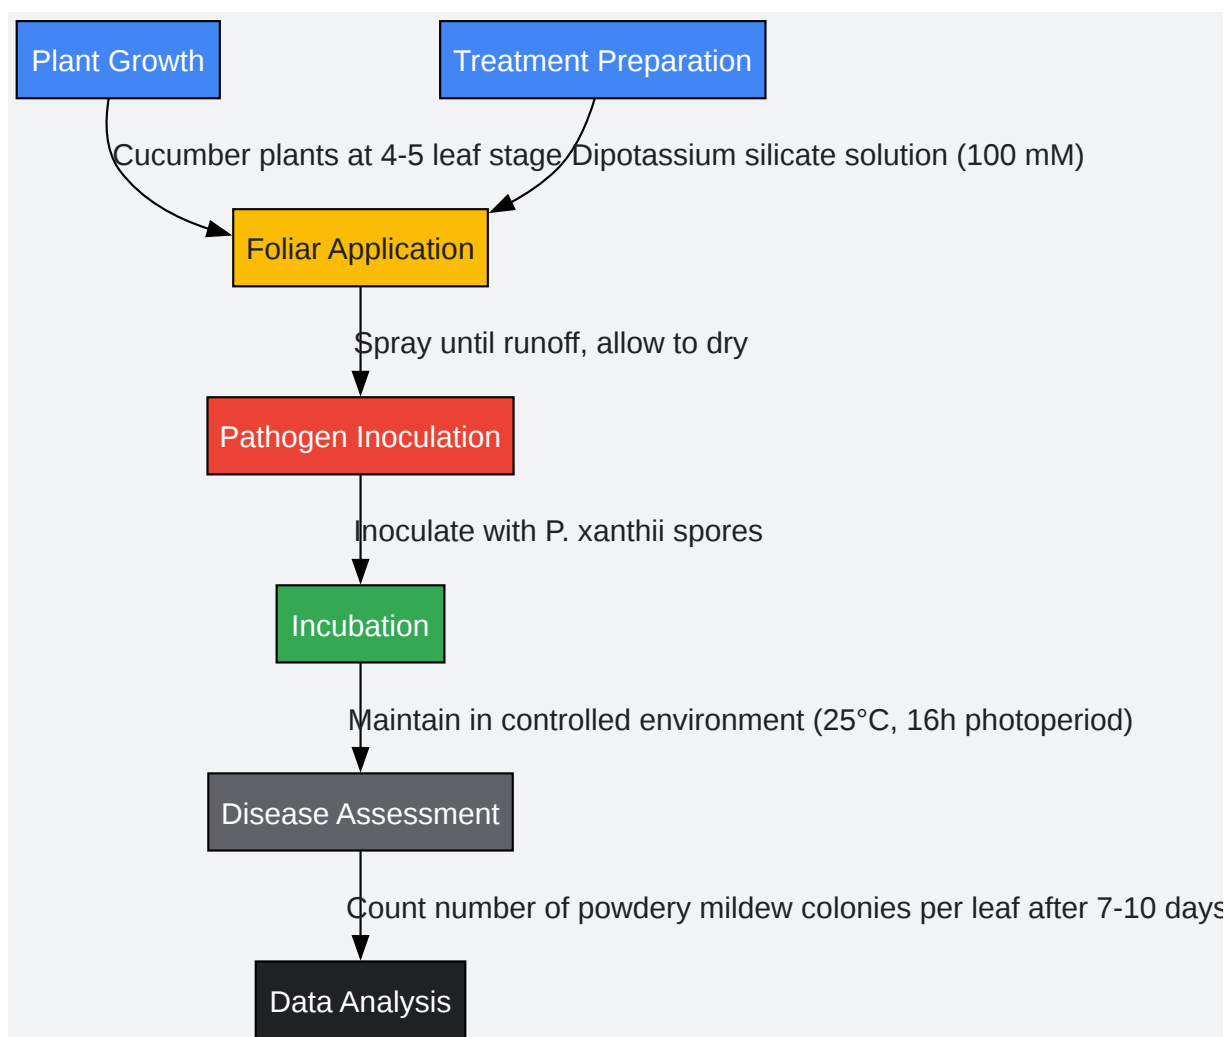 Plant Growth
Treatment Preparation
Cucumber plants at 4-5 leaf stage
Dipotassium silicate solution (100 mM)
Foliar Application
Spray until runoff, allow to dry
Pathogen Inoculation
Inoculate with P. xanthii spores
Incubation
Maintain in controlled environment (25°C, 16h photoperiod)
Disease Assessment
Count number of powdery mildew colonies per leaf after 7-10 days
Data Analysis